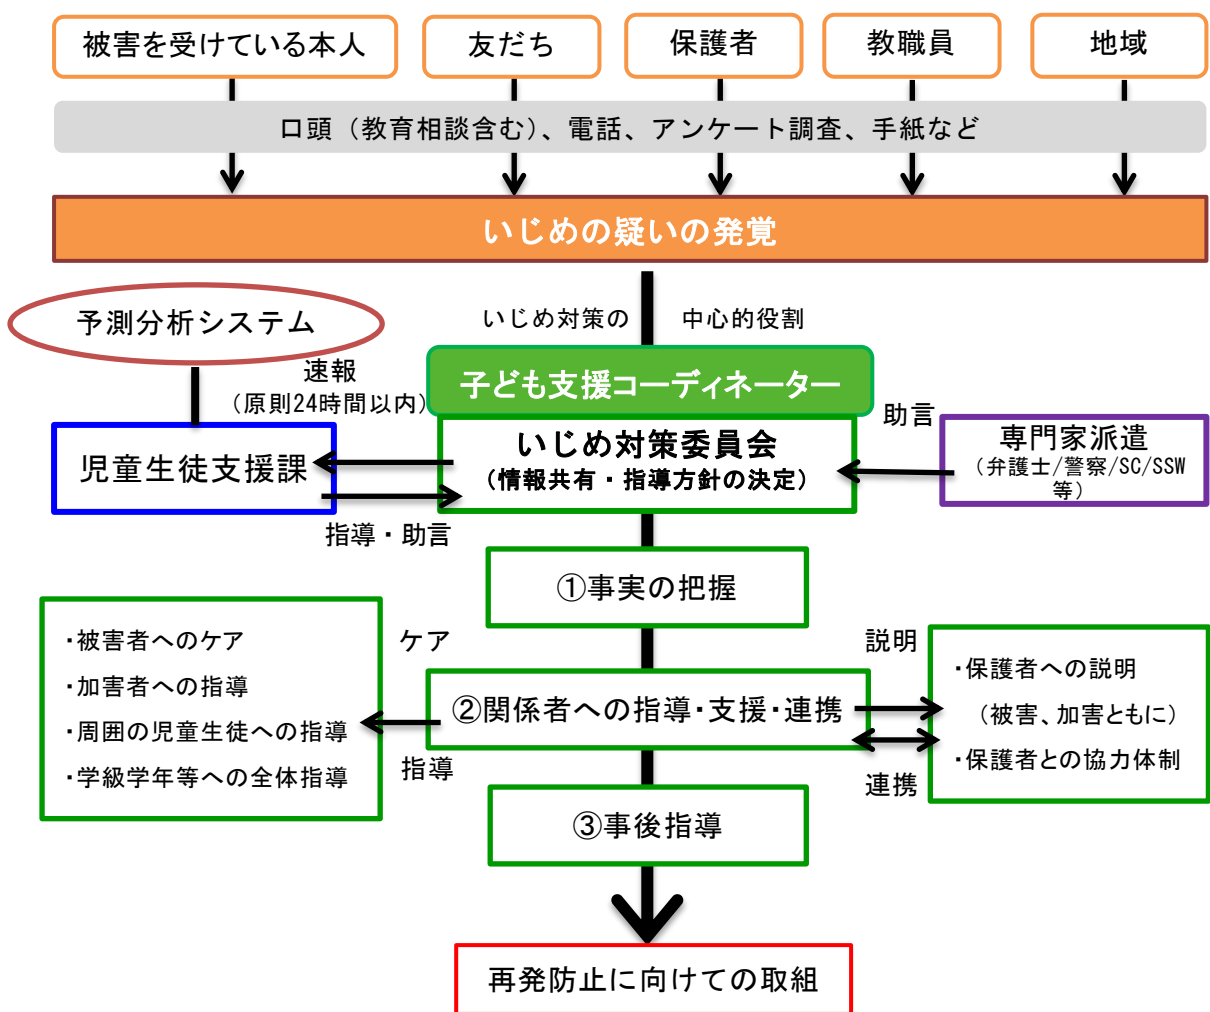 被害を受けている本人
友だち
保護者
教職員
地域
口頭（教育相談含む）、電話、アンケート調査、手紙など
いじめの疑いの発覚
予測分析システム
いじめ対策の
中心的役割
速報
（原則24時間以内）
子ども支援コーディネーター
助言
児童生徒支援課
いじめ対策委員会
（情報共有・指導方針の決定）
専門家派遣
（弁護士/警察/SC/SSW
等）
指導・助言
①事実の把握
・被害者へのケア
・加害者への指導
・周囲の児童生徒への指導
・学級学年等への全体指導
ケア
指導
②関係者への指導・支援・連携
説明
連携
・保護者への説明
（被害、加害ともに）
・保護者との協力体制
③事後指導
再発防止に向けての取組